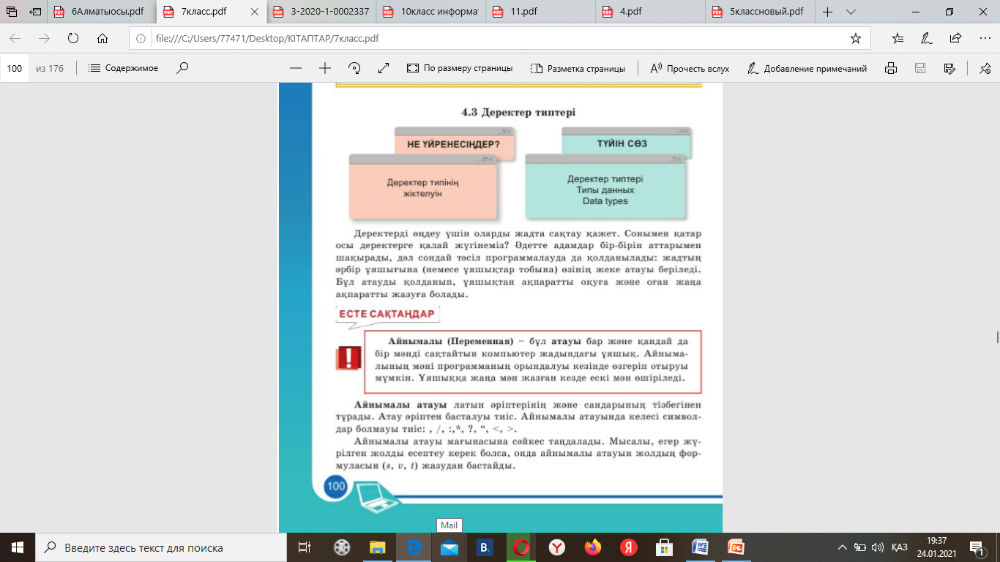 6Алматыосы.pdf
7класс.pdf
3-2020-1-0002337
10класс информат
11.pdf
4.pdf
5классновый.pdf
file:///C:/Users/77471/Desktop/КІТАПТАР/7класс.pdf
100 из 176
Содержимое
По размеру страницы
Разметка страницы
Прочесть вслух
Добавление примечаний
4.3 Деректер типтері
НЕ ҮЙРЕНЕСІҢДЕР?
Деректер типінің
жіктелуін
ТҮЙІН СӨЗ
Деректер типтері
Типы данных
Data types
Деректерді өңдеу үшін оларды жадта сақтау қажет. Сонымен қатар
осы деректерге қалай жүгінеміз? Әдетте адамдар бір-бірін аттарымен
шақырады, дәл сондай тәсіл программалауда да қолданылады: жадтың
әрбір ұяшығына (немесе ұяшықтар тобына) өзінің жеке атауы беріледі.
Бұл атауды қолданып, ұяшықтан ақпаратты оқуға және оған жаңа
ақпаратты жазуға болады.
ЕСТЕ САҚТАҢДАР
Айнымалы (Переменная) – бұл атауы бар және қандай да
бір мәнді сақтайтын компьютер жадындағы ұяшық. Айныма-
лының мәні программаның орындалуы кезінде өзгеріп отыруы
мүмкін. Ұяшыққа жаңа мән жазған кезде ескі мән өшіріледі.
Айнымалы атауы латын әріптерінің және сандарының тізбегінен
тұрады. Атау әріптен басталуы тиіс. Айнымалы атауында келесі символ-
дар болмауы тиіс: , /, :,*, ?, “, <, >.
Айнымалы атауы мағынасына сәйкес таңдалады. Мысалы, егер жү-
рілген жолды есептеу керек болса, онда айнымалы атауын жолдың фор-
муласын (s, v, t) жазудан бастайды.
100
Mail
Введите здесь текст для поиска
ҚАЗ
19:37
24.01.2021